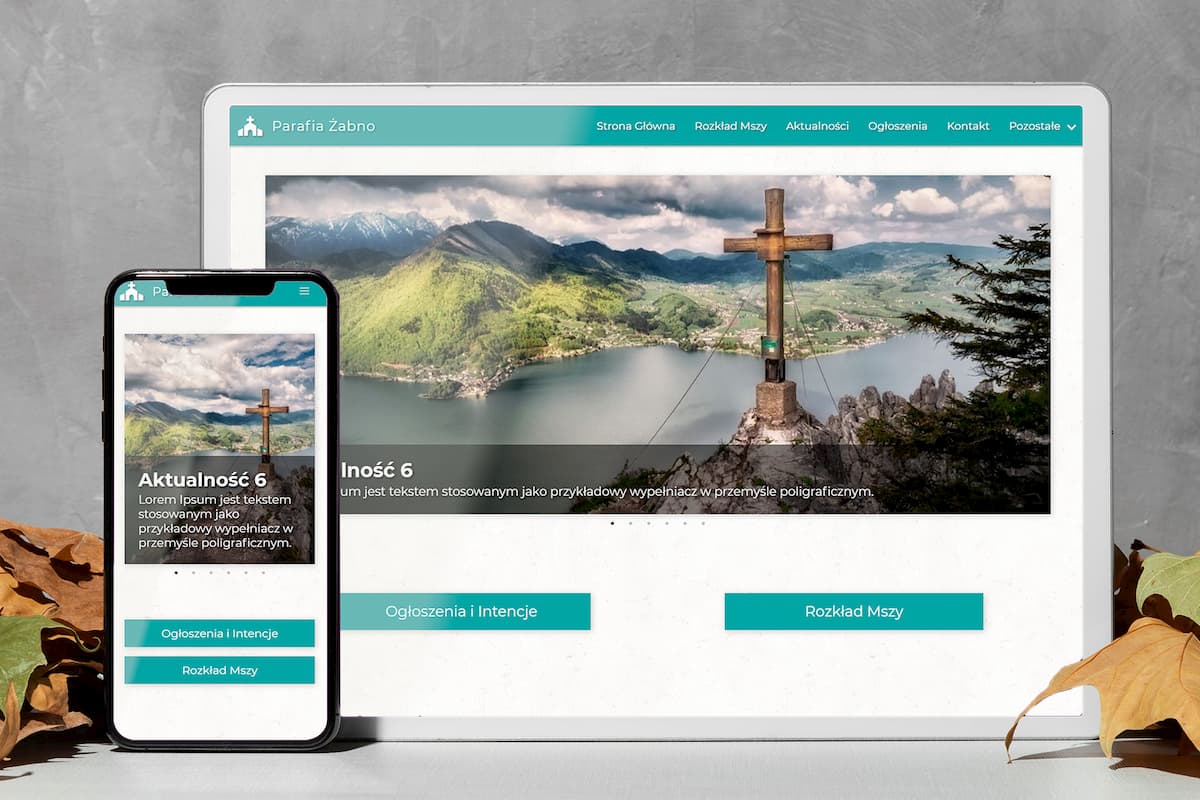 Parafia Żabno
Strona Główna Rozkład Mszy Aktualności Ogłoszenia Kontakt Pozostałe
lność 6
um jest tekstem stosowanym jako przykładowy wypełniacz w przemyśle poligraficznym.
Ogłoszenia i Intencje
Rozkład Mszy
Pa
Aktualność 6
Lorem Ipsum jest tekstem
stosowanym jako
przykładowy wypełniacz w
przemyśle poligraficznym.
Ogłoszenia i Intencje
Rozkład Mszy